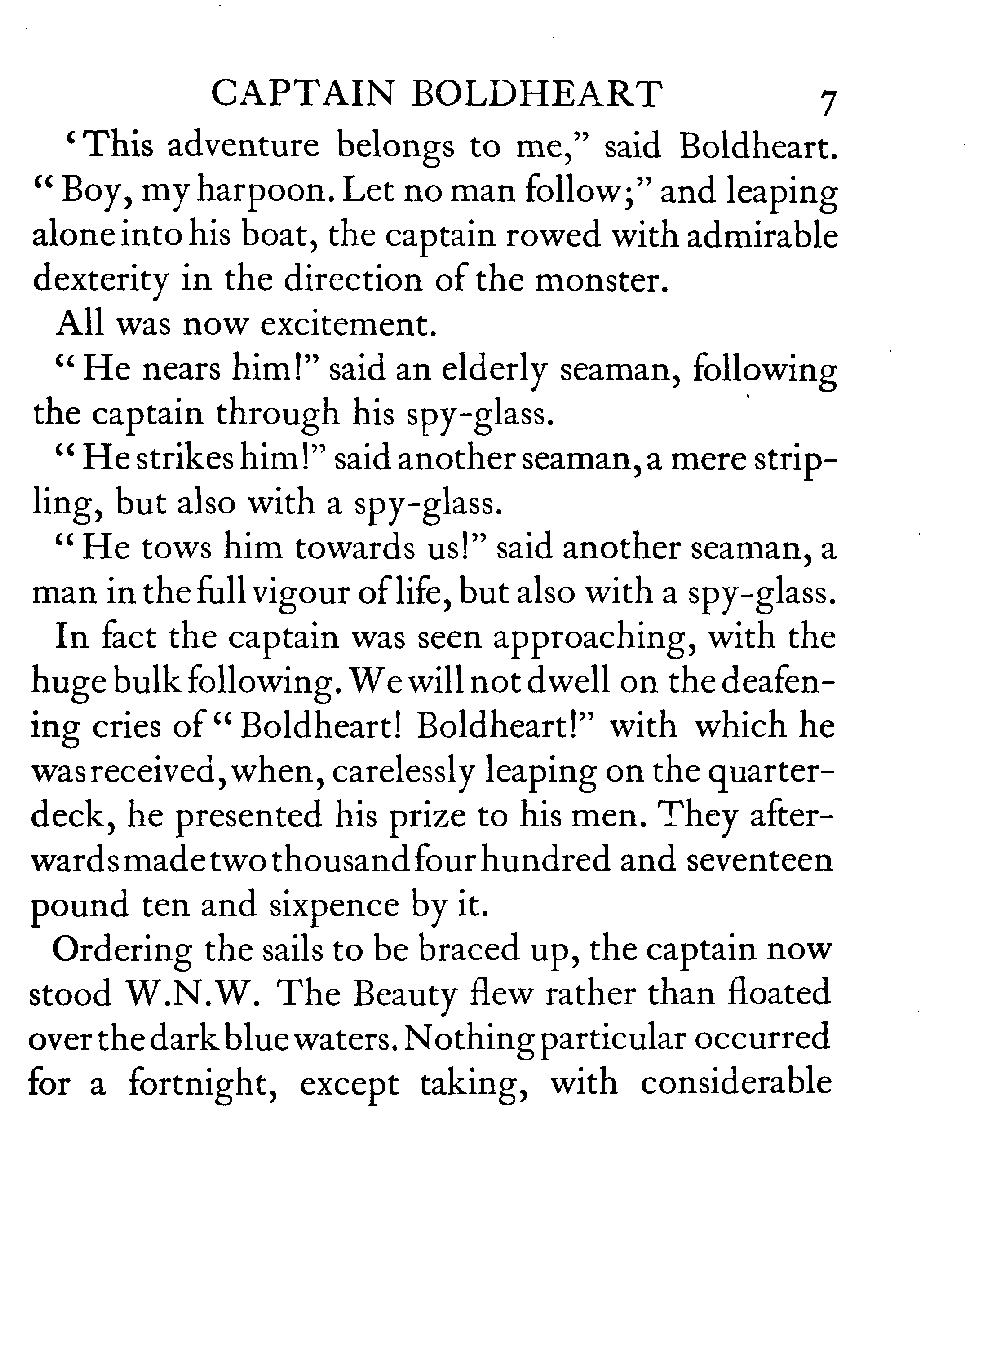 CAPTAIN BOLDHEART 7
‘This adventure belongs to me,” said Boldheart.
“Boy, my harpoon. Let no man follow;” and leaping
alone into his boat, the captain rowed with admirable
dexterity in the direction of the monster.
All was now excitement.
“He nears him!” said an elderly seaman, following
the captain through his spy-glass.
“He strikes him!” said another seaman, a mere strip-
ling, but also with a spy-glass.
“He tows him towards us!” said another seaman, a
man in the full vigour of life, but also with a spy-glass.
In fact the captain was seen approaching, with the
huge bulk following. We will not dwell on the deafen-
ing cries of “Boldheart! Boldheart!” with which he
was received, when, carelessly leaping on the quarter-
deck, he presented his prize to his men. They after-
wards made two thousand four hundred and seventeen
pound ten and sixpence by it.
Ordering the sails to be braced up, the captain now
stood W.N.W. The Beauty flew rather than floated
over the dark blue waters. Nothing particular occurred
for a fortnight, except taking, with considerable